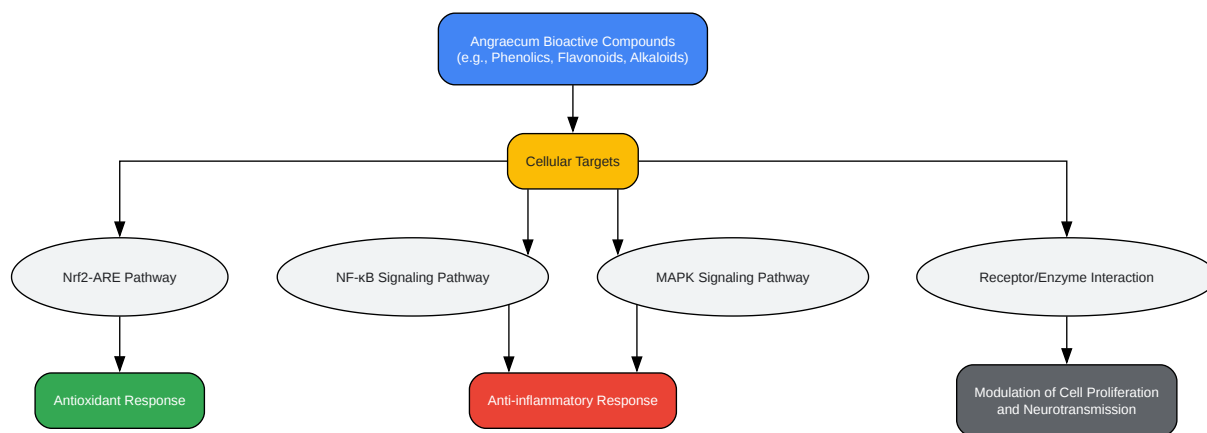 Angraecum Bioactive Compounds
(e.g., Phenolics, Flavonoids, Alkaloids)
Cellular Targets
Nrf2-ARE Pathway
NF-κB Signaling Pathway
MAPK Signaling Pathway
Receptor/Enzyme Interaction
Antioxidant Response
Anti-inflammatory Response
Modulation of Cell Proliferation
and Neurotransmission